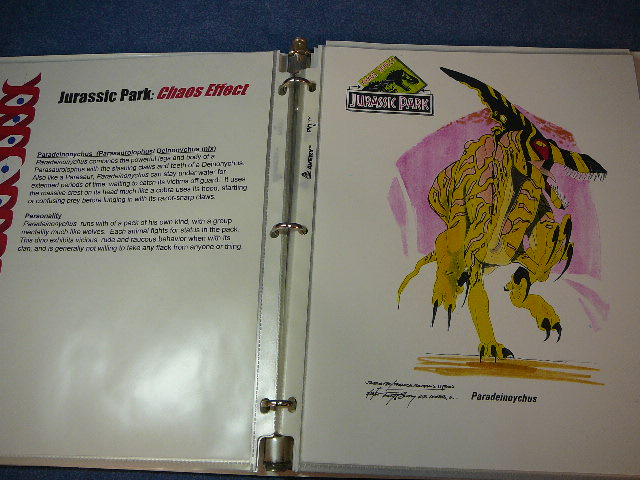 Jurassic Park: Chaos Effect
Paradeinonychus (Parasaurolophus/ Deinonychus mix)
Paradeinonychus combines the powerful legs and body of a
Parasaurolophus with the slashing claws and teeth of a Deinonychus.
Also like a Parasaur, Paradeinonychus can stay under water for
extended periods of time, waiting to catch its victims off guard. It uses
the massive crest on its head much like a cobra uses its hood, startling
or confusing prey before lunging in with its razor-sharp claws.
Personality
Paradeinonychus runs with of a pack of his own kind, with a group
mentality much like wolves. Each animal fights for status in the pack.
This dino exhibits vicious, rude and raucous behavior when with its
clan, and is generally not willing to take any flack from anyone or thing.
AVERY
JURASSIC PARK
Paradeinoychus